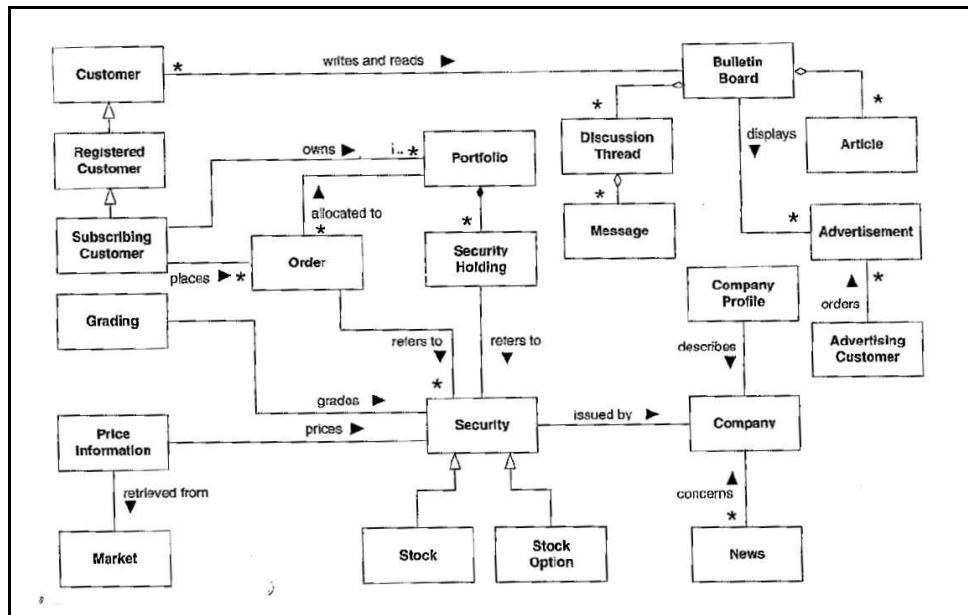 Customer
*
writes and reads ►
Bulletin
Board
*
*
Registered
Customer
owns ►
i.. *
Portfolio
Discussion
Thread
displays
▼
Article
▲
allocated to
*
*
*
Subscribing
Customer
Order
Security
Holding
Message
*
Advertisement
places ► *
Company
Profile
▲ *
orders
Grading
refers to
▼
*
refers to
▼
describes
▼
Advertising
Customer
grades ►
Price
Information
prices ►
Security
issued by ►
Company
retrieved from
▼
▲
concerns
*
Market
Stock
Stock
Option
News